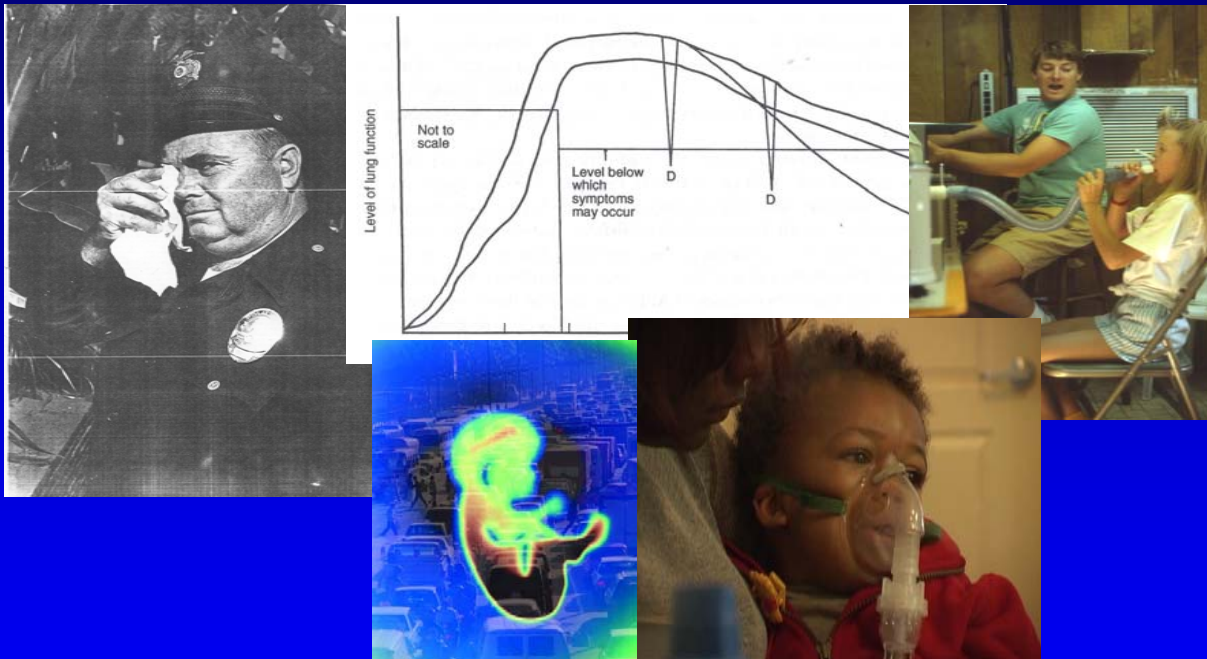 Level of lung function
Not to
scale
Level below
which
symptoms
may occur
D
D